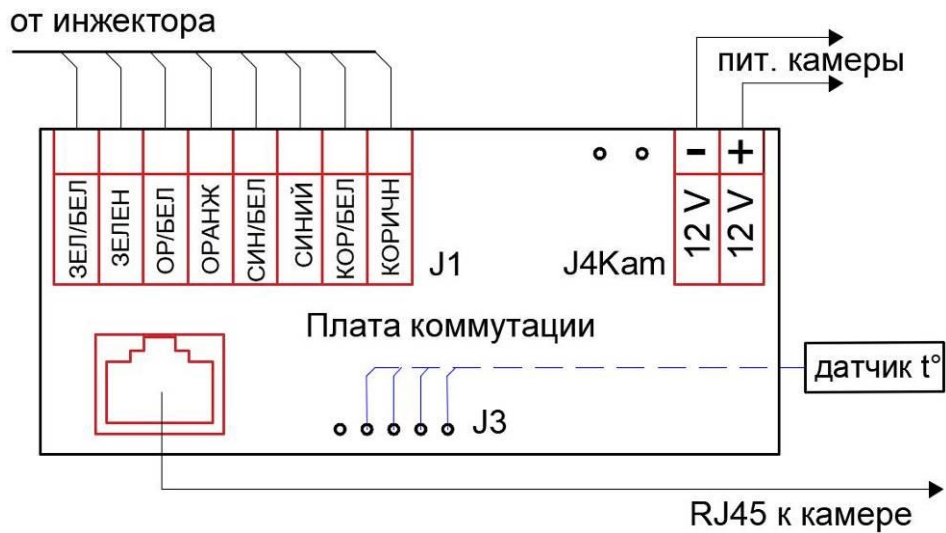 от инжектора
пит. камеры
ЗЕЛ/БЕЛ
ЗЕЛЕН
ОР/БЕЛ
ОРАНЖ
СИН/БЕЛ
СИНИЙ
КОР/БЕЛ
КОРИЧН
J1
J4Kam
- +
12 V
12 V
Плата коммутации
датчик t°
J3
RJ45 к камере